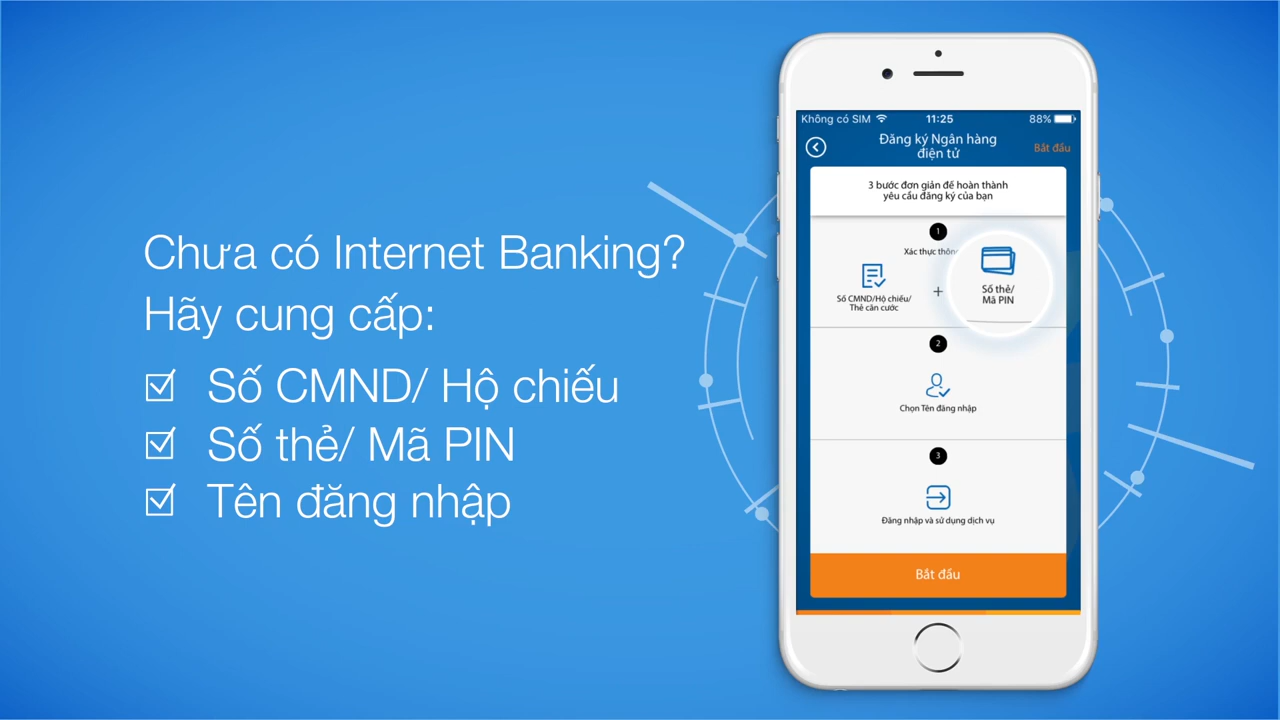 Chưa có Internet Banking?
Hãy cung cấp:
Số CMND/ Hộ chiếu
Số thẻ/ Mã PIN
Tên đăng nhập
Không có SIM 11:25 88%
Đăng ký Ngân hàng
điện tử
Bắt đầu
3 bước đơn giản để hoàn thành
yêu cầu đăng ký của bạn
1
Xác thực thông
Số CMND/Hộ chiếu/
Thẻ căn cước
+
Số thẻ/
Mã PIN
2
Chọn Tên đăng nhập
3
Đăng nhập và sử dụng dịch vụ
Bắt đầu